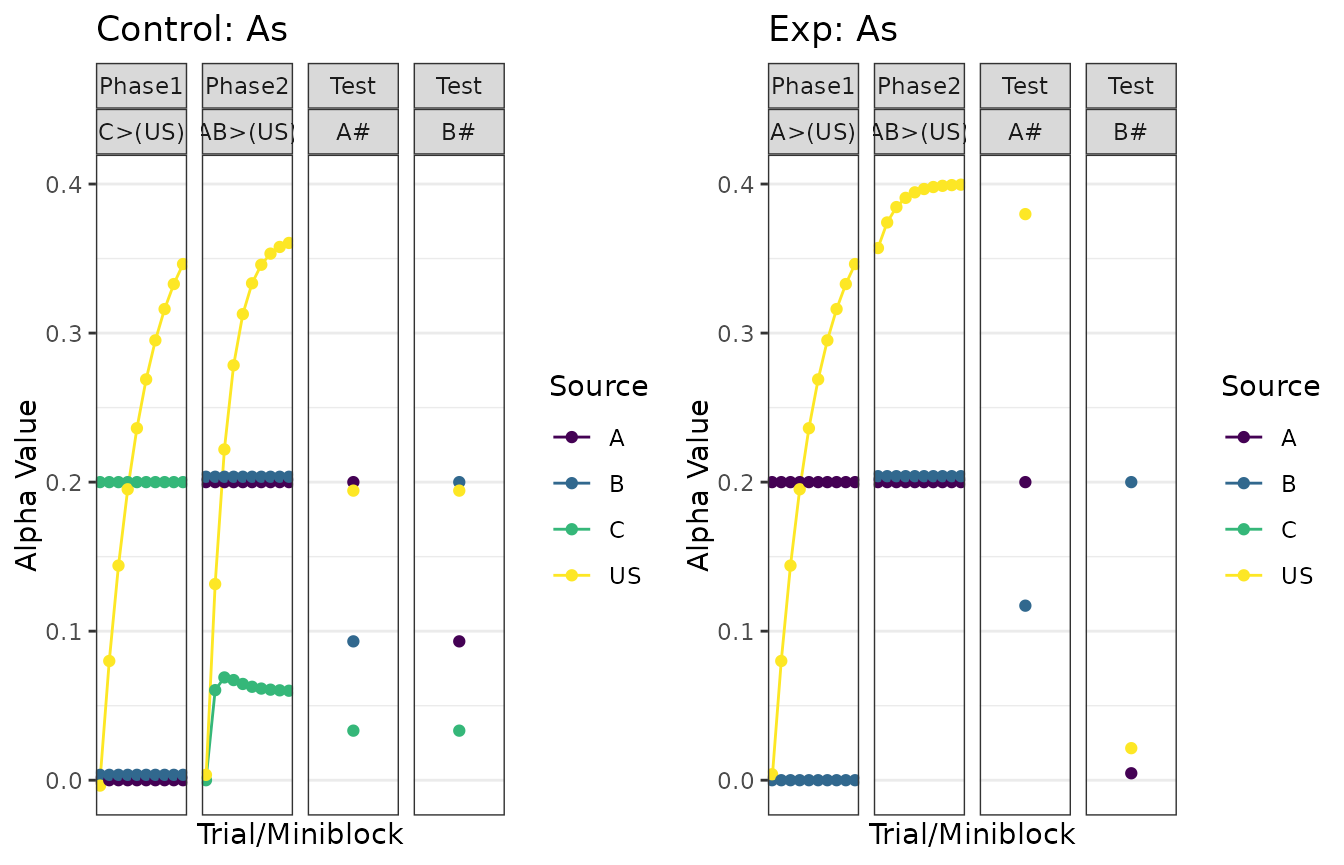 Control: As
Phase1 Phase2 Test Test
C>(US) AB>(US) A# B#
Alpha Value
0.4
0.3
0.2
0.1
0.0
Trial/Miniblock
Source
A
B
C
US
Exp: As
Phase1 Phase2 Test Test
A>(US) AB>(US) A# B#
Alpha Value
0.4
0.3
0.2
0.1
0.0
Trial/Miniblock
Source
A
B
C
US